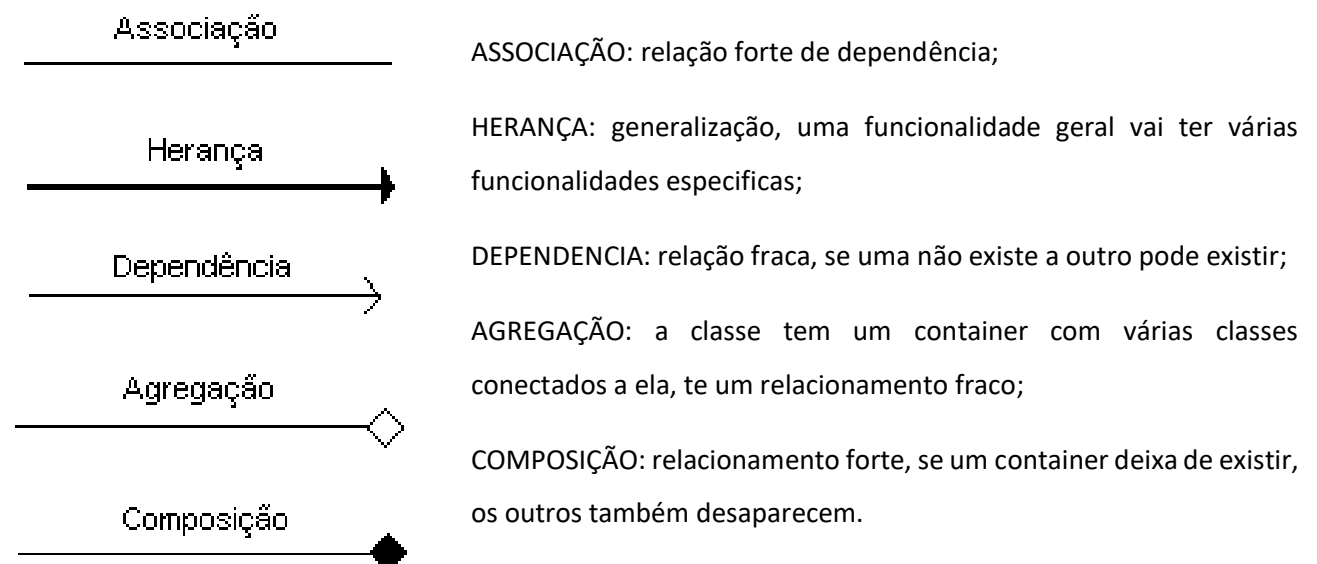 Associação
ASSOCIAÇÃO: relação forte de dependência;
Herança
HERANÇA: generalização, uma funcionalidade geral vai ter várias
funcionalidades especificas;
Dependência
DEPENDENCIA: relação fraca, se uma não existe a outro pode existir;
Agregação
AGREGAÇÃO: a classe tem um container com várias classes
conectados a ela, te um relacionamento fraco;
Composição
COMPOSIÇÃO: relacionamento forte, se um container deixa de existir,
os outros também desaparecem.